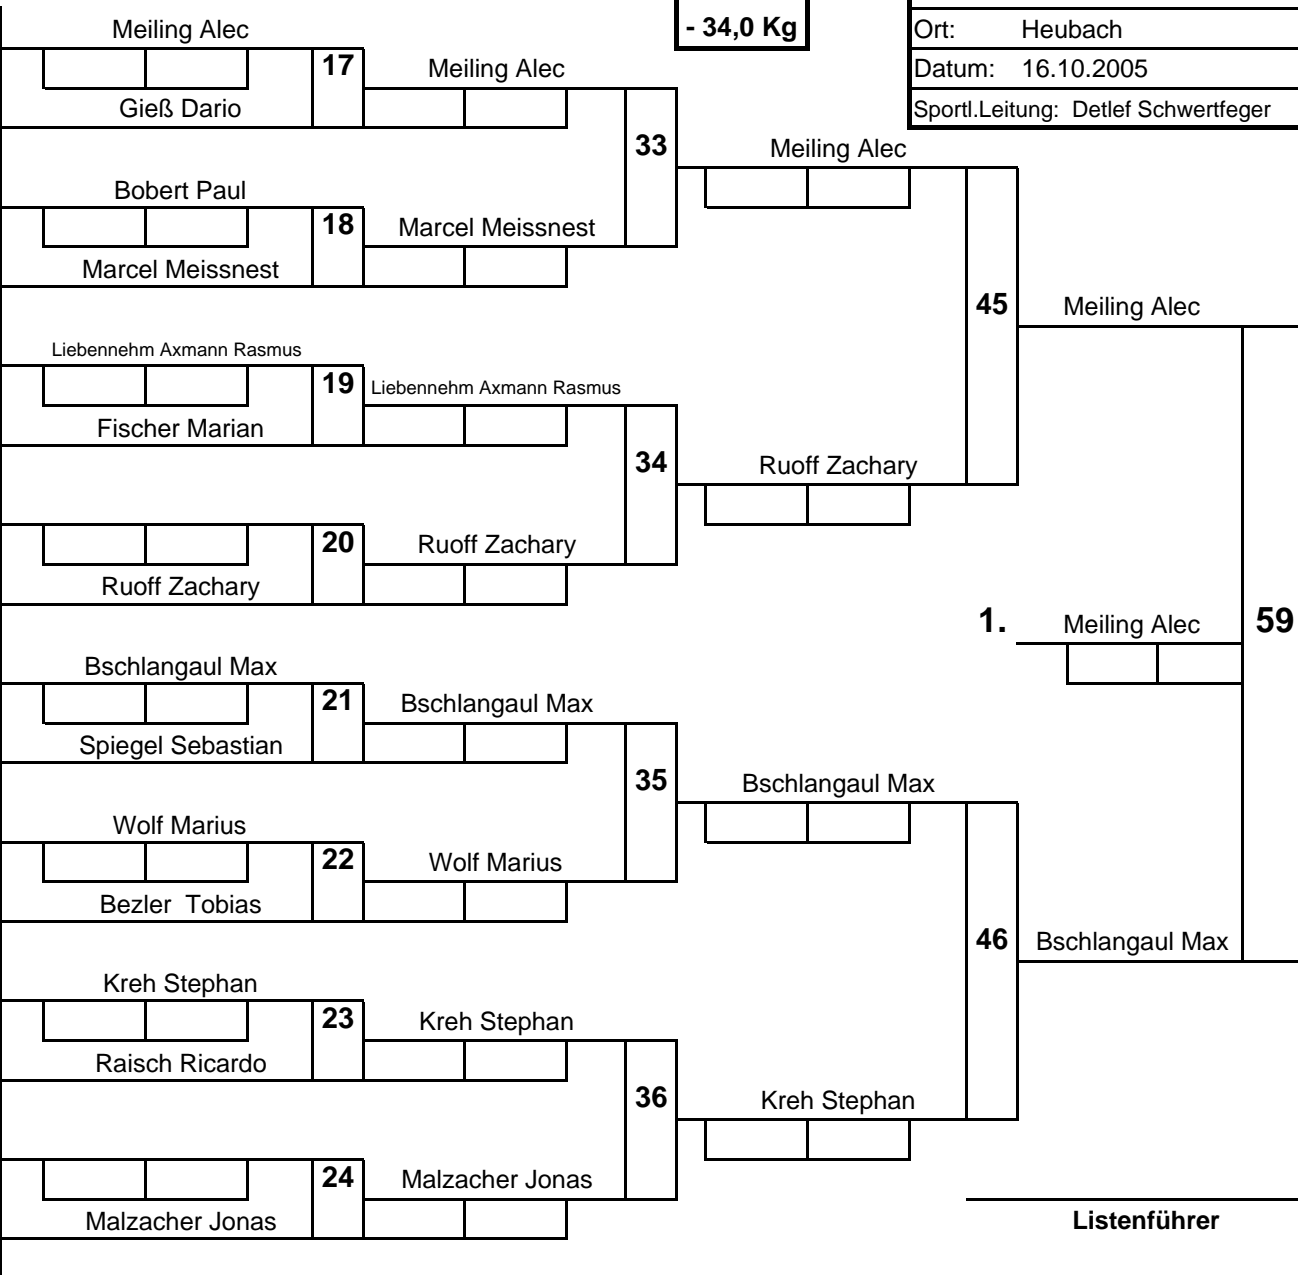 - 34,0 Kg
Ort: Heubach
Datum: 16.10.2005
Sportl.Leitung: Detlef Schwertfeger
Meiling Alec
17
Gieß Dario
Bobert Paul
18
Marcel Meissnest
Liebennehm Axmann Rasmus
19
Fischer Marian
20
Ruoff Zachary
Bschlangaul Max
21
Spiegel Sebastian
Wolf Marius
22
Bezler  Tobias
Kreh Stephan
23
Raisch Ricardo
24
Malzacher Jonas
Meiling Alec
33
Marcel Meissnest
Liebennehm Axmann Rasmus
34
Ruoff Zachary
Bschlangaul Max
35
Wolf Marius
Kreh Stephan
36
Malzacher Jonas
Meiling Alec
45
Ruoff Zachary
Bschlangaul Max
46
Kreh Stephan
Meiling Alec
1. Meiling Alec
59
Bschlangaul Max
Listenführer